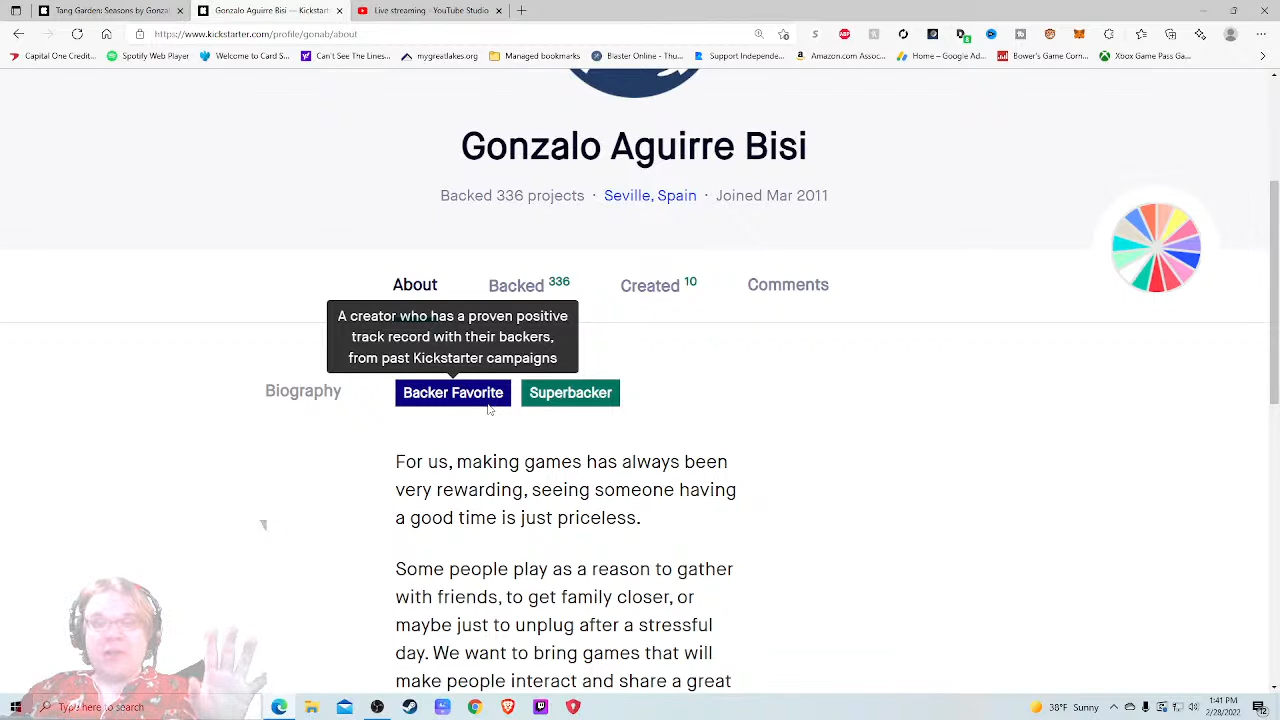 Tang Garden: Seasons by Gonzal
Gonzalo Aguirre Bisi — Kickstart
Live streaming - YouTube Studio
https://www.kickstarter.com/profile/gonab/about
Capital One Credit...
Spotify Web Player
Welcome to Camp S...
Can't See The Lines...
mygreatlakes.org
Managed bookmarks
Blaster Online - Thu...
Backpack
Amazon.com Assoc...
Home - Google Ad...
Bower's Game Corn...
Xbox Game Pass Ga...
Gonzalo Aguirre Bisi
Backed 336 projects · Seville, Spain · Joined Mar 2011
About Backed 336 Created 10 Comments
A creator who has a proven positive
track record with their backers,
from past Kickstarter campaigns
Biography
Backer Favorite Superbacker
For us, making games has always been
very rewarding, seeing someone having
a good time is just priceless.
Some people play as a reason to gather
with friends, to get family closer, or
maybe just to unplug after a stressful
day. We want to bring games that will
make people interact and share a great
Type here to search
38°F Sunny
1:41 PM
2/28/2022